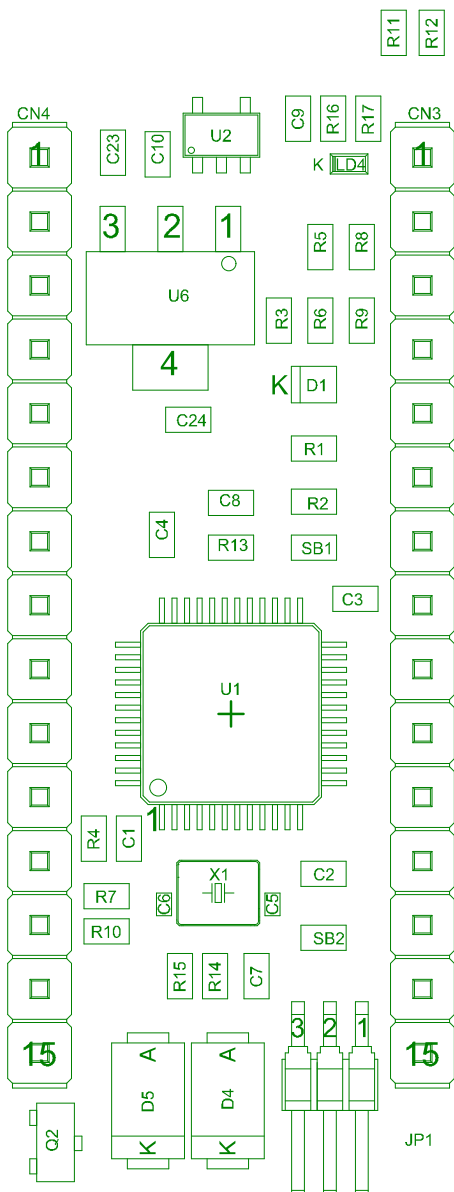 R11
R12
CN4
C23
C10
U2
C9
R16
R17
CN3
1
K
LD4
1
3
2
1
R5
R8
U6
R3
R6
R9
4
K
D1
C24
R1
C8
R2
C4
R13
SB1
C3
U1
1
R4
C1
X1
C2
R7
C6
C5
R10
SB2
R15
R14
C7
3
2
1
15
A
A
15
D5
D4
Q2
K
K
JP1